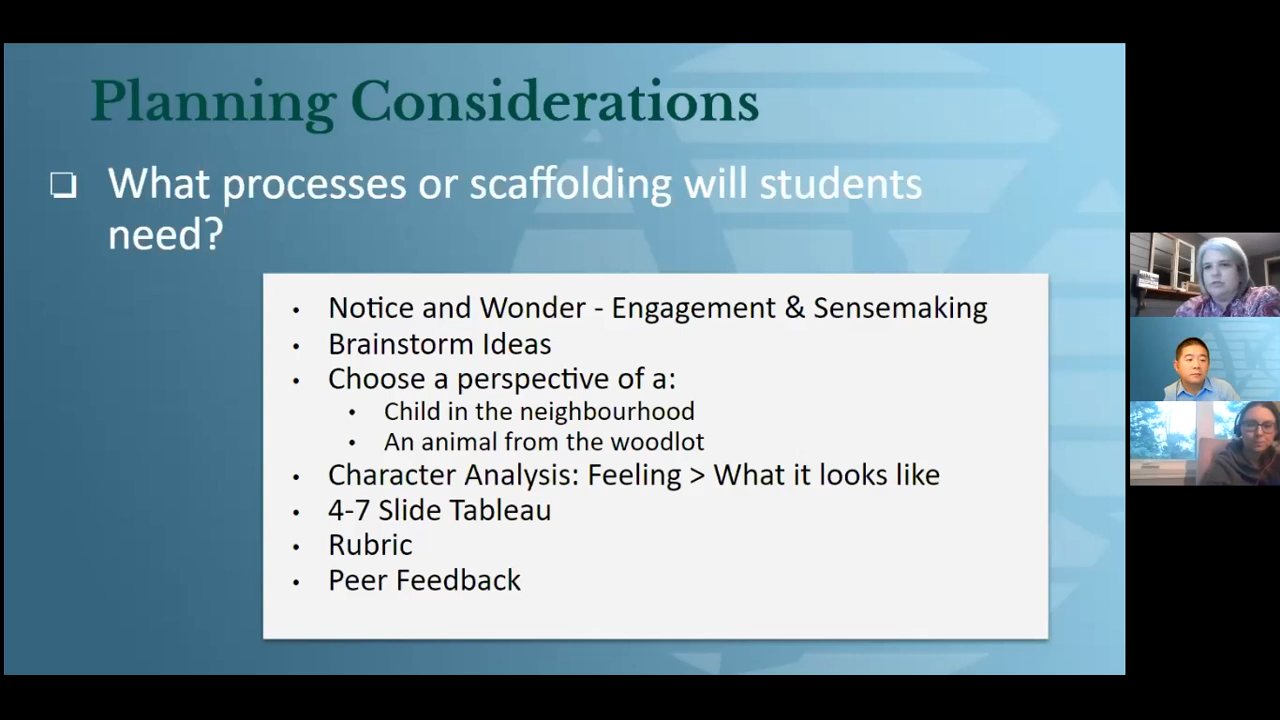 Planning Considerations
❏ What processes or scaffolding will students
need?
• Notice and Wonder - Engagement & Sensemaking
• Brainstorm Ideas
• Choose a perspective of a:
• Child in the neighbourhood
• An animal from the woodlot
• Character Analysis: Feeling > What it looks like
• 4-7 Slide Tableau
• Rubric
• Peer Feedback